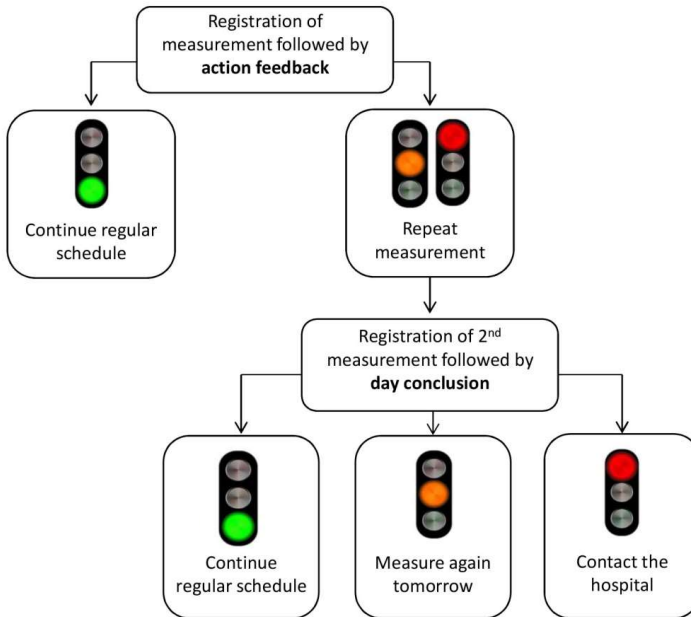 Registration of
measurement followed by
action feedback
Continue regular
schedule
Repeat
measurement
Registration of 2nd
measurement followed by
day conclusion
Continue
regular schedule
Measure again
tomorrow
Contact the
hospital